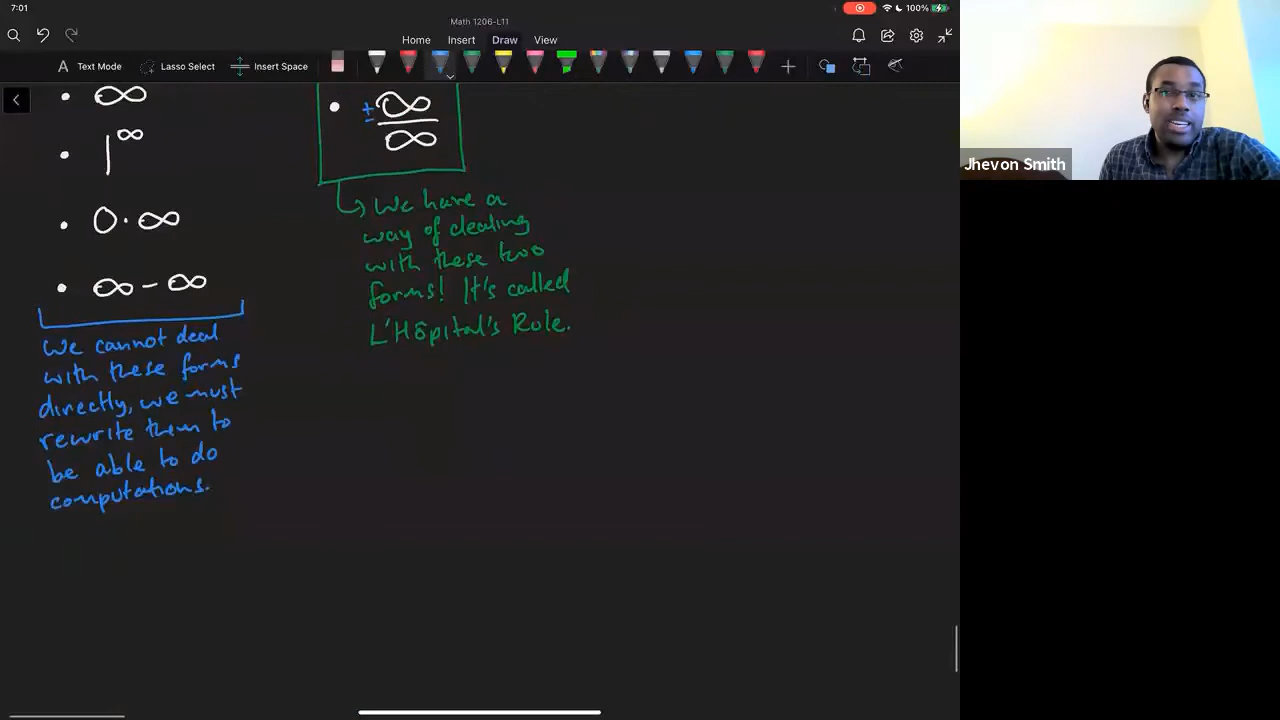 7:01
100%
Math 1206-L11
Home Insert Draw View
Text Mode Lasso Select Insert Space
∞
1^∞
0·∞
∞ - ∞
We cannot deal
with these forms
directly, we must
rewrite them to
be able to do
computations.
± ∞/∞
We have a
way of dealing
with these two
forms! It's called
L'Hôpital's Rule.
Jhevon Smith